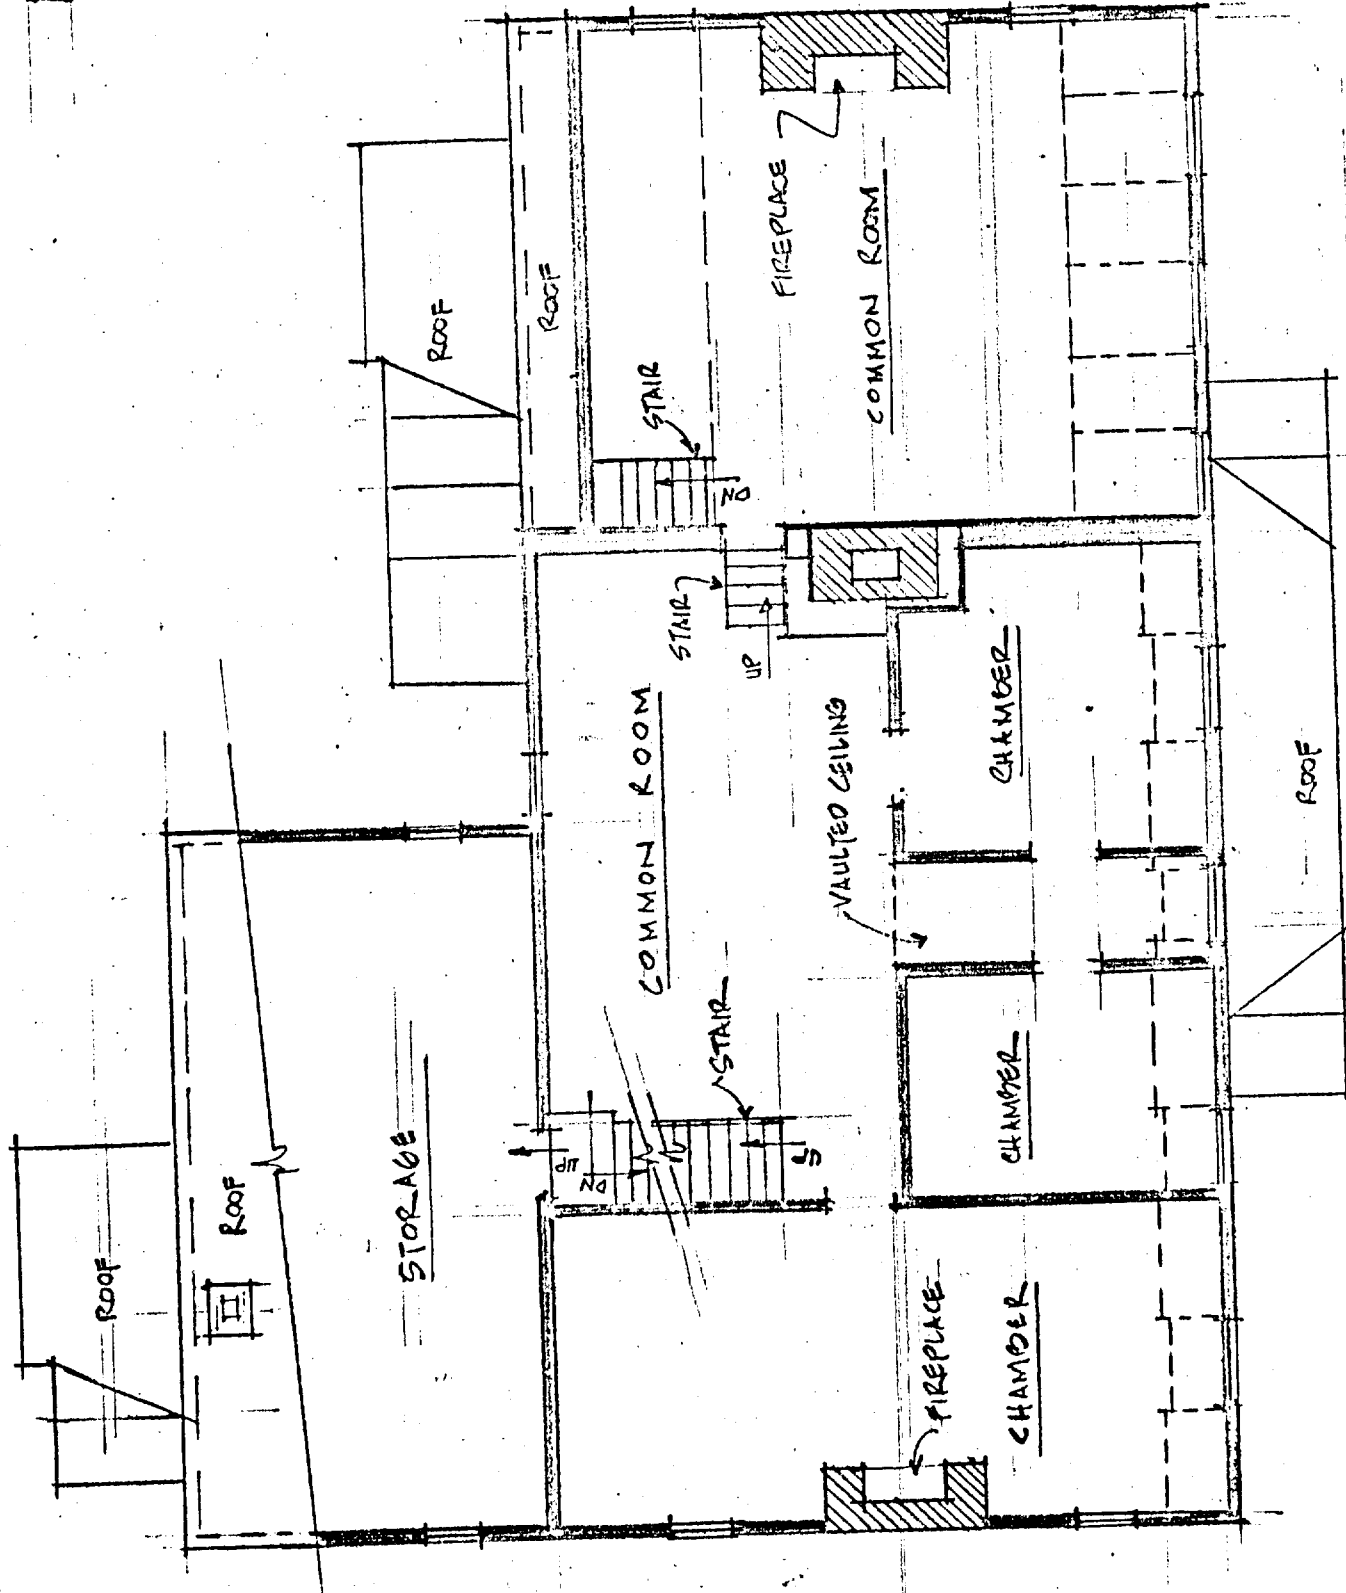 ROOF
ROOF
FIREPLACE
COMMON ROOM
STAIR
DN
STAIR
UP
COMMON ROOM
CHAMBER
VAULTED CEILING
ROOF
STAIR
CHAMBER
UP
DN
UP
STORAGE
ROOF
ROOF
FIREPLACE
CHAMBER